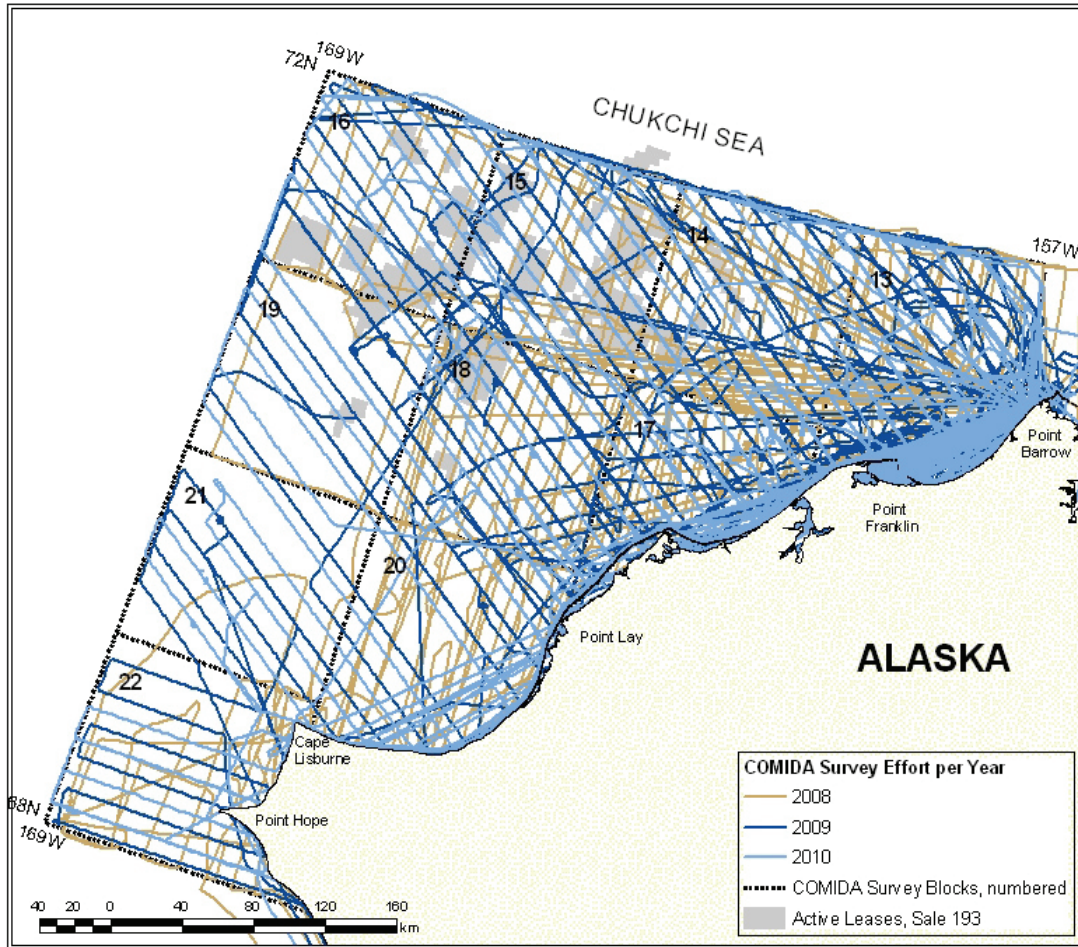 169W
72N
CHUKCHI SEA
16
15
14
157W
13
19
18
17
Point
Barrow
21
Point
Franklin
20
Point Lay
ALASKA
22
Cape
Lisburne
68N
169W
Point Hope
COMIDA Survey Effort per Year
2008
2009
2010
COMIDA Survey Blocks, numbered
Active Leases, Sale 193
40 20 0 40 80 120 160
km